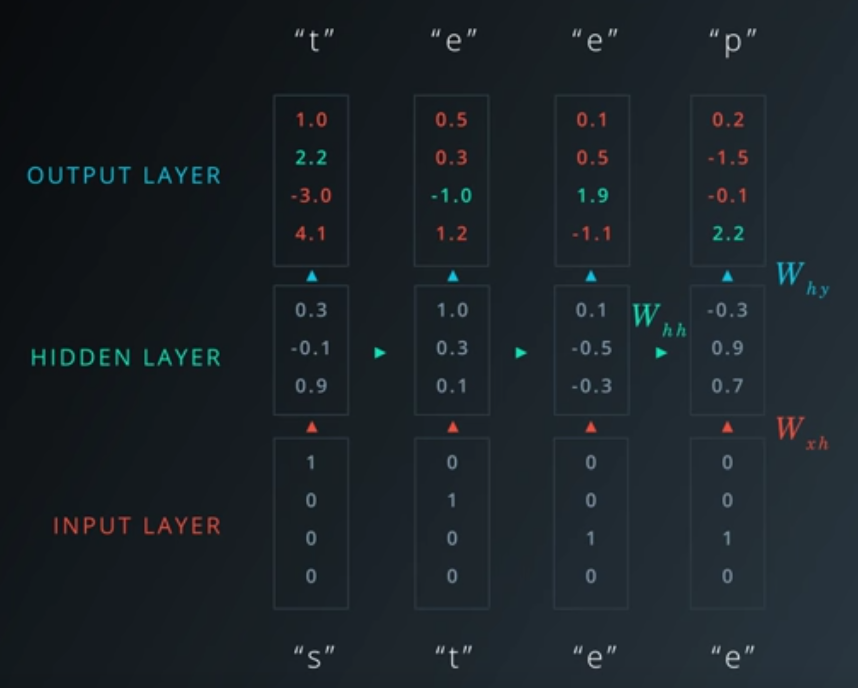 “t” “e” “e” “p”
1.0 0.5 0.1 0.2
2.2 0.3 0.5 -1.5
OUTPUT LAYER
-3.0 -1.0 1.9 -0.1
4.1 1.2 -1.1 2.2
W hy
0.3 1.0 0.1 W hh -0.3
-0.1 0.3 -0.5 0.9
HIDDEN LAYER
0.9 0.1 -0.3 0.7
W xh
1 0 0 0
0 1 0 0
INPUT LAYER
0 0 1 1
0 0 0 0
“s” “t” “e” “e”